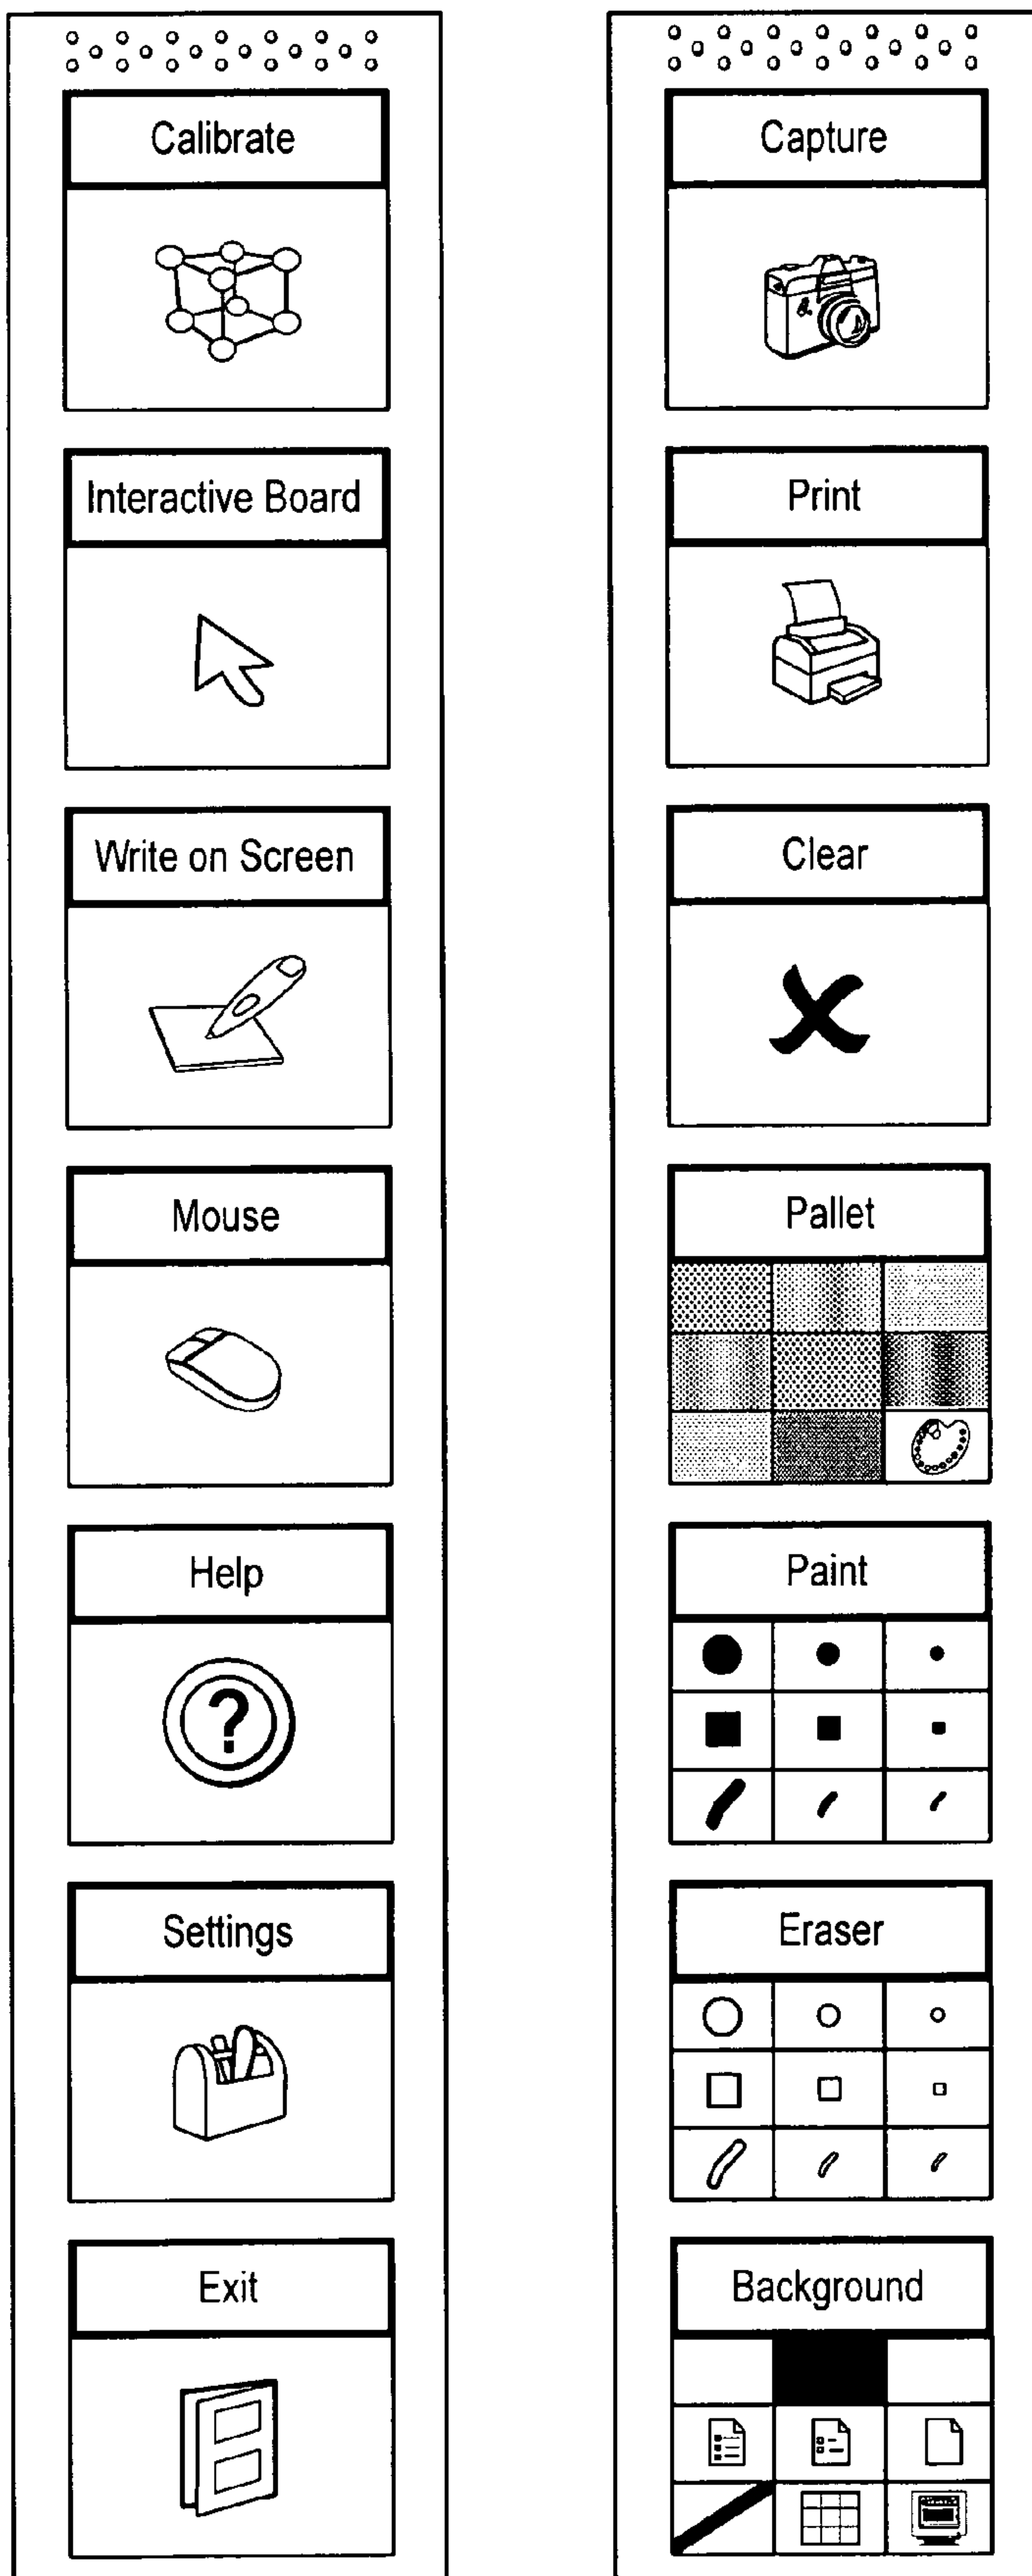 Calibrate
Interactive Board
Write on Screen
Mouse
Help
?
Settings
Exit
Capture
Print
Clear
Pallet
Paint
Eraser
Background